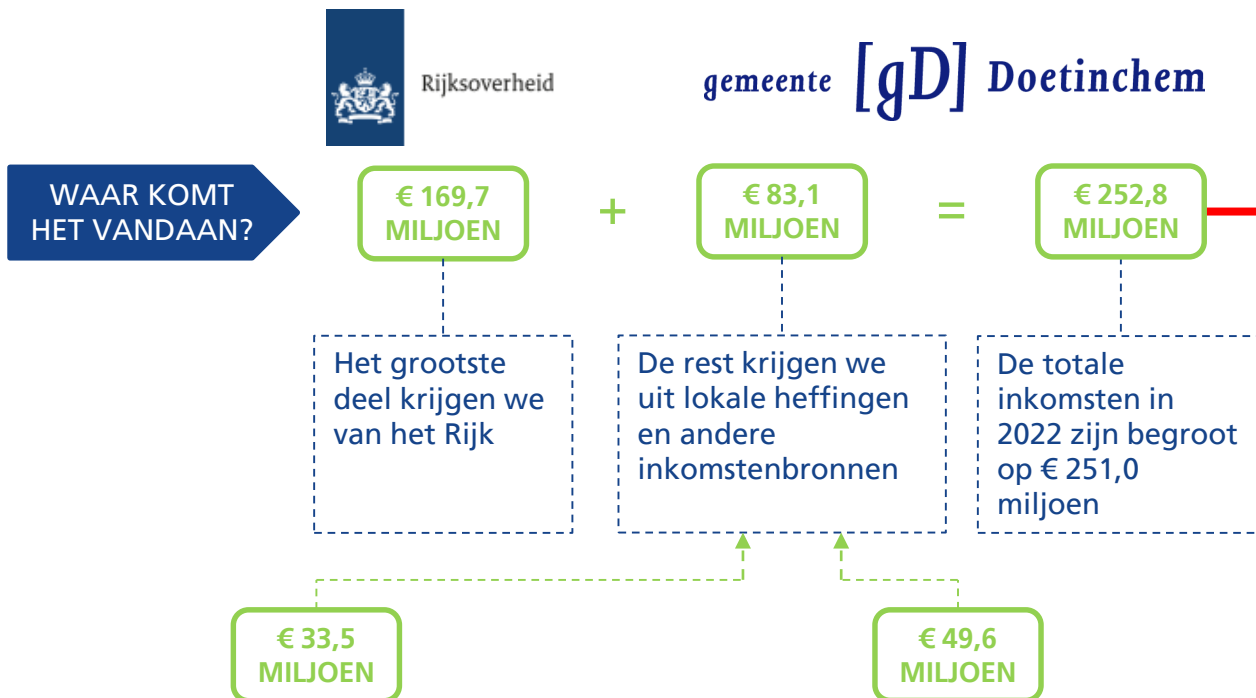 Rijksoverheid
gemeente [gD] Doetinchem
WAAR KOMT
HET VANDAAN?
€ 169,7
MILJOEN
+
€ 83,1
MILJOEN
=
€ 252,8
MILJOEN
Het grootste
deel krijgen we
van het Rijk
De rest krijgen we
uit lokale heffingen
en andere
inkomstenbronnen
De totale
inkomsten in
2022 zijn begroot
op € 251,0
miljoen
€ 33,5
MILJOEN
€ 49,6
MILJOEN